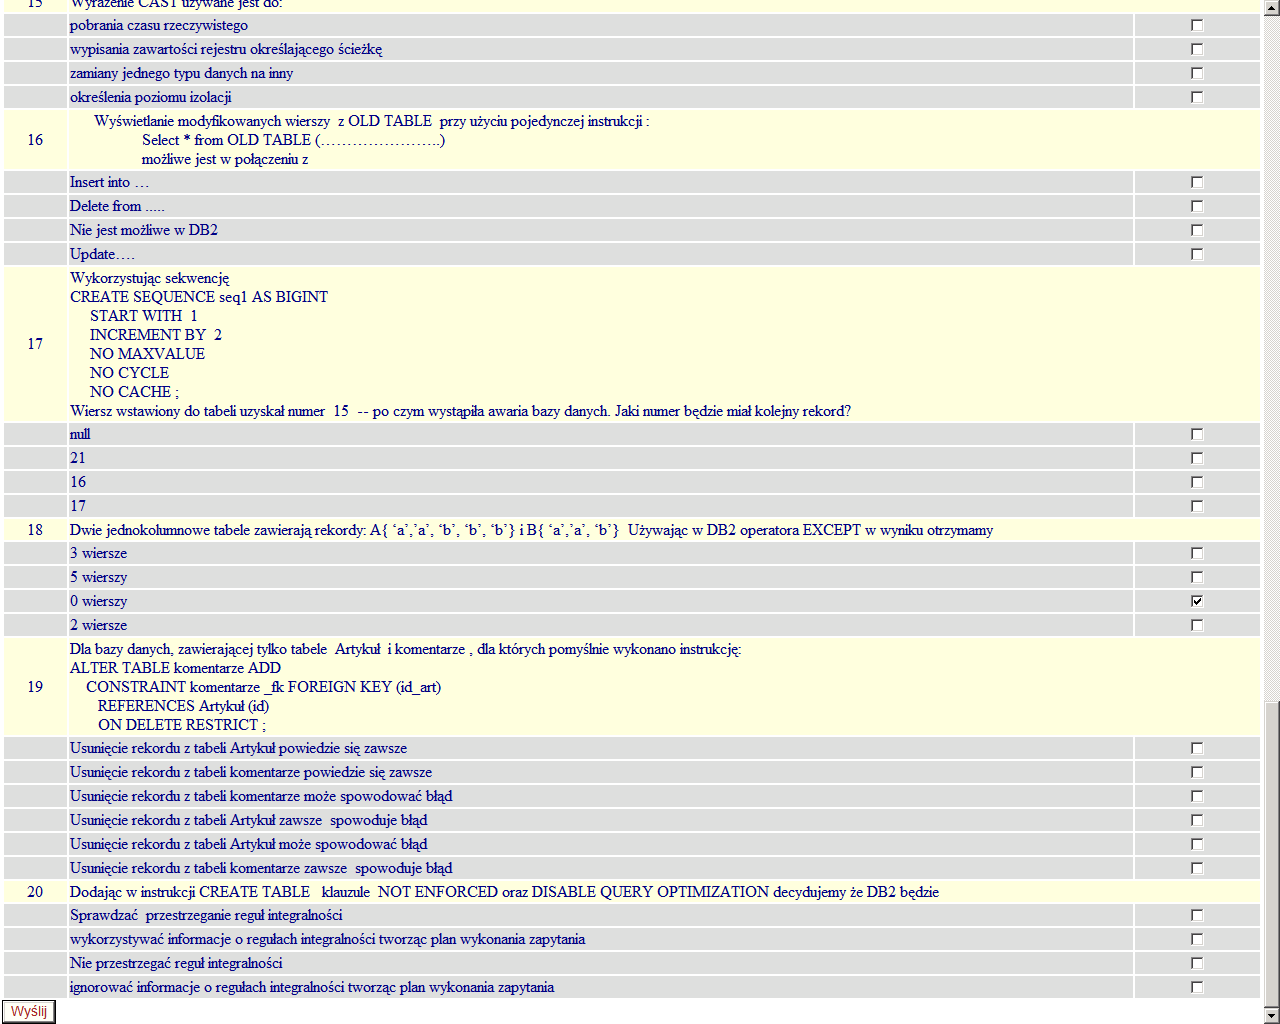 15 Wyrażenie CAST używane jest do:
pobrania czasu rzeczywistego
wypisania zawartości rejestru określającego ścieżkę
zamiany jednego typu danych na inny
określenia poziomu izolacji
Wyświetlanie modyfikowanych wierszy z OLD TABLE przy użyciu pojedynczej instrukcji :
16 Select * from OLD TABLE (…………………..)
możliwe jest w połączeniu z
Insert into …
Delete from .....
Nie jest możliwe w DB2
Update….
Wykorzystując sekwencję
CREATE SEQUENCE seq1 AS BIGINT
START WITH 1
INCREMENT BY 2
17 NO MAXVALUE
NO CYCLE
NO CACHE ;
Wiersz wstawiony do tabeli uzyskał numer 15 -- po czym wystąpiła awaria bazy danych. Jaki numer będzie miał kolejny rekord?
null
21
16
17
18 Dwie jednokolumnowe tabele zawierają rekordy: A{ ‘a’,’a’, ‘b’, ‘b’, ‘b’} i B{ ‘a’,’a’, ‘b’} Używając w DB2 operatora EXCEPT w wyniku otrzymamy
3 wiersze
5 wierszy
0 wierszy
2 wiersze
Dla bazy danych, zawierającej tylko tabele Artykuł i komentarze , dla których pomyślnie wykonano instrukcję:
ALTER TABLE komentarze ADD
19 CONSTRAINT komentarze _fk FOREIGN KEY (id_art)
REFERENCES Artykuł (id)
ON DELETE RESTRICT ;
Usunięcie rekordu z tabeli Artykuł powiedzie się zawsze
Usunięcie rekordu z tabeli komentarze powiedzie się zawsze
Usunięcie rekordu z tabeli komentarze może spowodować błąd
Usunięcie rekordu z tabeli Artykuł zawsze spowoduje błąd
Usunięcie rekordu z tabeli Artykuł może spowodować błąd
Usunięcie rekordu z tabeli komentarze zawsze spowoduje błąd
20 Dodając w instrukcji CREATE TABLE klauzule NOT ENFORCED oraz DISABLE QUERY OPTIMIZATION decydujemy że DB2 będzie
Sprawdzać przestrzeganie reguł integralności
wykorzystywać informacje o regułach integralności tworząc plan wykonania zapytania
Nie przestrzegać reguł integralności
ignorować informacje o regułach integralności tworząc plan wykonania zapytania
Wyślij